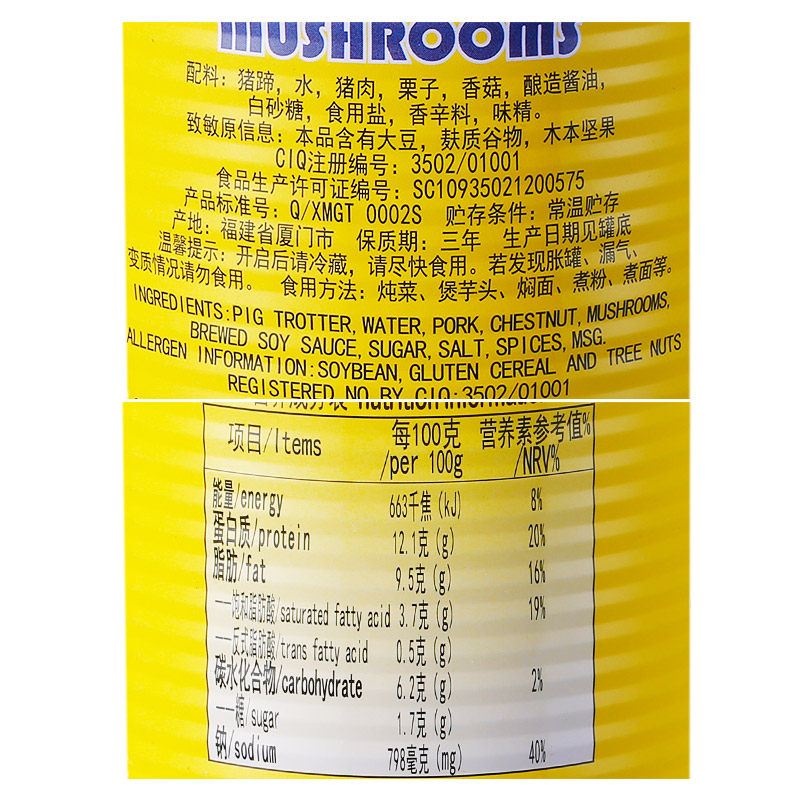 MUSHROOMS
配料：猪蹄，水，猪肉，栗子，香菇，酿造酱油，
白砂糖，食用盐，香辛料，味精。
致敏原信息：本品含有大豆，麸质谷物，木本坚果
CIQ注册编号：3502/01001
食品生产许可证编号：SC10935021200575
产品标准号：Q/XMGT 0002S 贮存条件：常温贮存
产地：福建省厦门市 保质期：三年 生产日期见罐底
温馨提示：开启后请冷藏，请尽快食用。若发现胀罐、漏气、
变质情况请勿食用。 食用方法：炖菜、煲芋头、焖面、煮粉、煮面等。
INGREDIENTS:PIG TROTTER, WATER, PORK, CHESTNUT, MUSHROOMS,
BREWED SOY SAUCE, SUGAR, SALT, SPICES, MSG.
ALLERGEN INFORMATION:SOYBEAN, GLUTEN CEREAL AND TREE NUTS
REGISTERED NO BY CIQ:3502/01001
营养成分表 nutrition information
项目/Items 每100克/per 100g 营养素参考值%/NRV%
能量/energy 663千焦(kJ) 8%
蛋白质/protein 12.1克(g) 20%
脂肪/fat 9.5克(g) 16%
——饱和脂肪酸/saturated fatty acid 3.7克(g) 19%
——反式脂肪酸/trans fatty acid 0.5克(g)
碳水化合物/carbohydrate 6.2克(g) 2%
——糖/sugar 1.7克(g)
钠/sodium 798毫克(mg) 40%